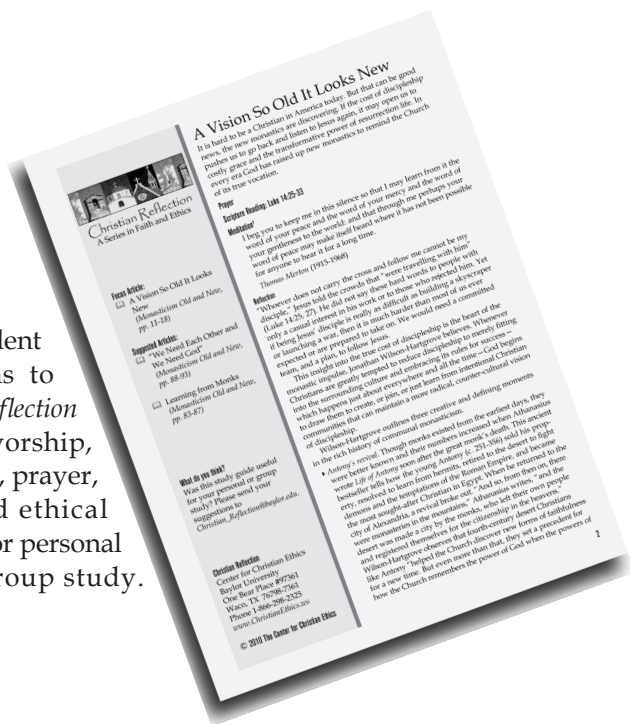 dent
ns to
flection
vorship,
, prayer,
d ethical
or personal
roup study.
Christian Reflection
A Series in Faith and Ethics
Focus Article:
A Vision So Old It Looks
New
(Monasticism Old and New,
pp. 11-18)
Suggested Articles:
"We Need Each Other and
We Need God"
(Monasticism Old and New,
pp. 88-93)
Learning from Monks
(Monasticism Old and New,
pp. 83-87)
What do you think?
Was this study guide useful
for your personal or group
study? Please send your
suggestions to
Christian_Reflection@baylor.edu.
Christian Reflection
Center for Christian Ethics
Baylor University
One Bear Place #97361
Waco, TX 76798-7361
Phone 1-866-298-2325
www.ChristianEthics.ws
© 2010 The Center for Christian Ethics
A Vision So Old It Looks New
It is hard to be a Christian in America today. But that can be good
news, the new monastics are discovering. If the cost of discipleship
pushes us to go back and listen to Jesus again, it may open us to
costly grace and the transformative power of resurrection life. In
every era God has raised up new monastics to remind the Church
of its true vocation.
Prayer
Scripture Reading: Luke 14:25-33
Meditation†
I beg you to keep me in this silence so that I may learn from it the
word of your peace and the word of your mercy and the word of
your gentleness to the world: and that through me perhaps your
word of peace may make itself heard where it has not been possible
for anyone to hear it for a long time.
Thomas Merton (1915-1968)
Reflection
"Whoever does not carry the cross and follow me cannot be my
disciple," Jesus told the crowds that "were travelling with him"
(Luke 14:25, 27). He did not say these hard words to people with
only a casual interest in his work or to those who rejected him. Yet
if being Jesus' disciple is really as difficult as building a skyscraper
or launching a war, then it is much harder than most of us ever
expected or are prepared to take on. We would need a committed
team, and a plan, to follow Jesus.
This insight into the true cost of discipleship is the heart of the
monastic impulse, Jonathan Wilson-Hartgrove believes. Whenever
Christians are greatly tempted to reduce discipleship to merely fitting
into the surrounding culture and embracing its rules for success—
which happens just about everywhere and all the time—God begins
to draw them to create, or join, or just learn from intentional Christian
communities that can maintain a more radical, counter-cultural vision
of discipleship.
Wilson-Hartgrove outlines three creative and defining moments
in the rich history of communal monasticism.
Antony's revival. Though monks existed from the earliest days, they
were better known and their numbers increased when Athanasius
wrote Life of Antony soon after the great monk's death. This ancient
bestseller tells how the young Antony (c. 251-356) sold his prop-
erty, resolved to learn from hermits, retired to the desert to fight
demons and the temptations of the Roman Empire, and became
the most sought-after Christian in Egypt. When he returned to the
city of Alexandria, a revival broke out. "And so, from then on, there
were monasteries in the mountains," Athanasius writes, "and the
desert was made a city by the monks, who left their own people
and registered themselves for the citizenship in the heavens."
Wilson-Hartgrove observes that fourth-century desert Christians
like Antony "helped the Church discover new forms of faithfulness
for a new time. But even more than that, they set a precedent for
how the Church remembers the power of God when the powers of
2